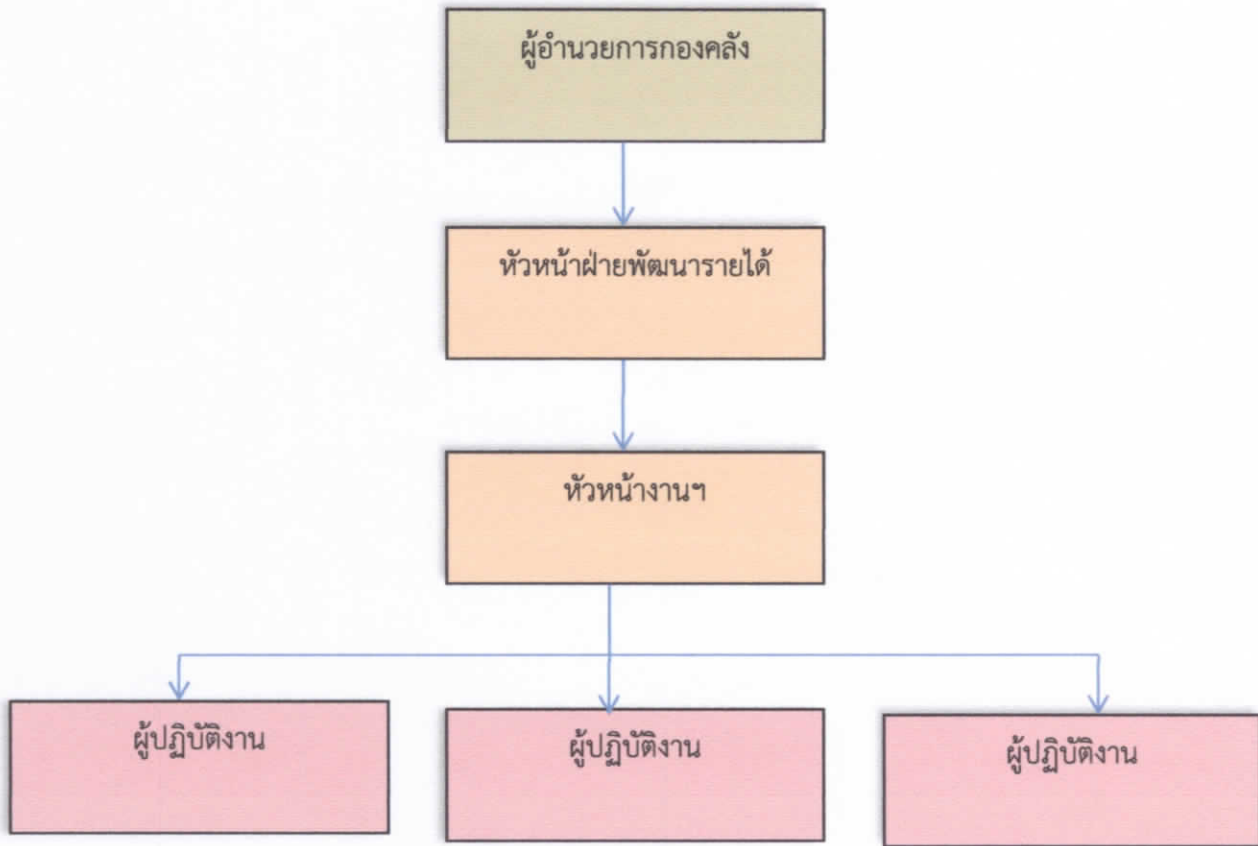 ผู้อำนวยการกองคลัง
หัวหน้าฝ่ายพัฒนารายได้
หัวหน้างานฯ
ผู้ปฏิบัติงาน
ผู้ปฏิบัติงาน
ผู้ปฏิบัติงาน